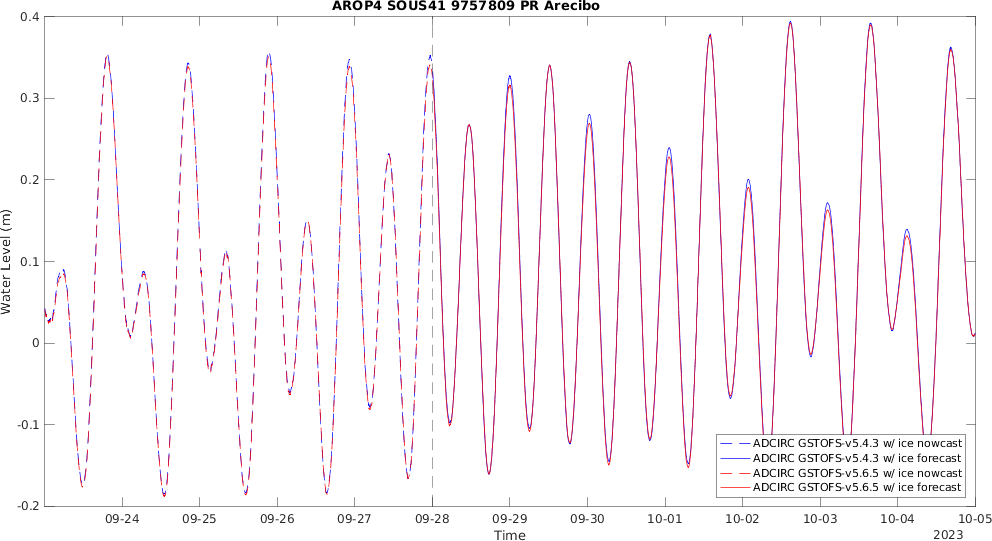 AROP4 SOUS41 9757809 PR Arecibo
0.4
0.3
0.2
0.1
0
-0.1
-0.2
Water Level (m)
ADCIRC GSTOFS-v5.4.3 w/ ice nowcast
ADCIRC GSTOFS-v5.4.3 w/ ice forecast
ADCIRC GSTOFS-v5.6.5 w/ ice nowcast
ADCIRC GSTOFS-v5.6.5 w/ ice forecast
09-24 09-25 09-26 09-27 09-28 09-29 09-30 10-01 10-02 10-03 10-04 10-05
Time
2023